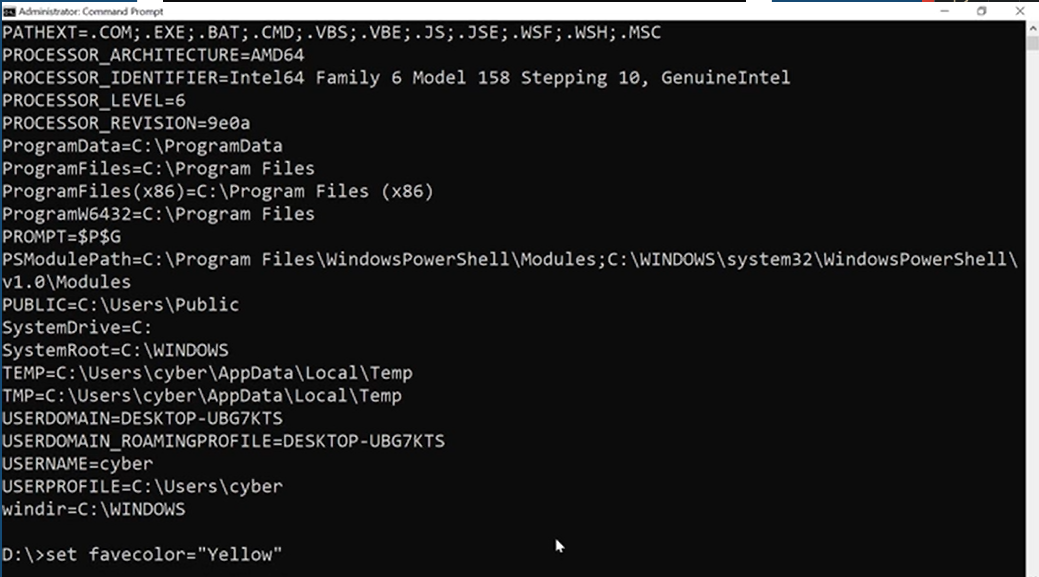 Administrator: Command Prompt
PATHEXT=.COM;.EXE;.BAT;.CMD;.VBS;.VBE;.JS;.JSE;.WSF;.WSH;.MSC
PROCESSOR_ARCHITECTURE=AMD64
PROCESSOR_IDENTIFIER=Intel64 Family 6 Model 158 Stepping 10, GenuineIntel
PROCESSOR_LEVEL=6
PROCESSOR_REVISION=9e0a
ProgramData=C:\ProgramData
ProgramFiles=C:\Program Files
ProgramFiles(x86)=C:\Program Files (x86)
ProgramW6432=C:\Program Files
PROMPT=$P$G
PSModulePath=C:\Program Files\WindowsPowerShell\Modules;C:\WINDOWS\system32\WindowsPowerShell\
v1.0\Modules
PUBLIC=C:\Users\Public
SystemDrive=C:
SystemRoot=C:\WINDOWS
TEMP=C:\Users\cyber\AppData\Local\Temp
TMP=C:\Users\cyber\AppData\Local\Temp
USERDOMAIN=DESKTOP-UBG7KTS
USERDOMAIN_ROAMINGPROFILE=DESKTOP-UBG7KTS
USERNAME=cyber
USERPROFILE=C:\Users\cyber
windir=C:\WINDOWS
D:\>set favecolor="Yellow"